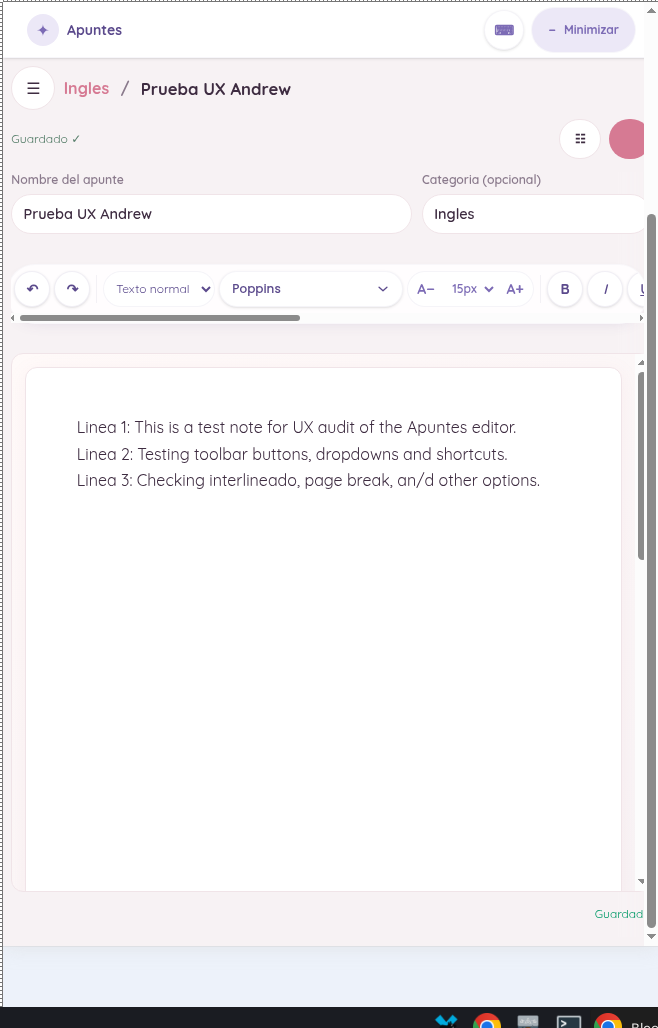 Apuntes
– Minimizar
Ingles / Prueba UX Andrew
Guardado ✓
Nombre del apunte
Categoria (opcional)
Prueba UX Andrew
Ingles
Texto normal
Poppins
A−
15px
A+
B
I
U
Linea 1: This is a test note for UX audit of the Apuntes editor.
Linea 2: Testing toolbar buttons, dropdowns and shortcuts.
Linea 3: Checking interlineado, page break, an/d other options.
Guardad